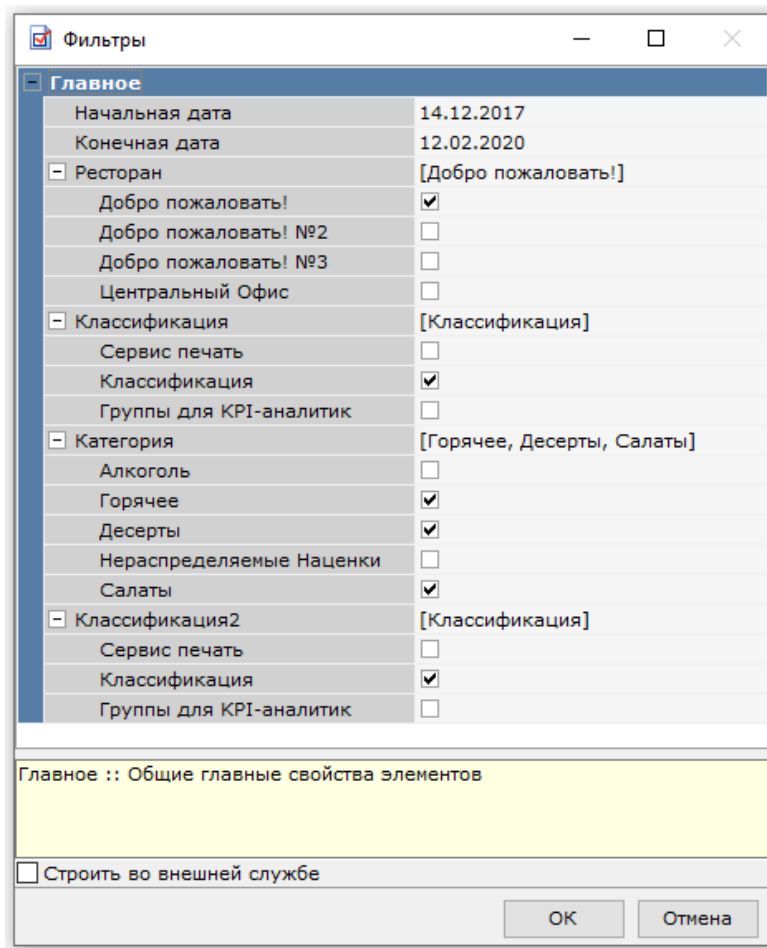 Фильтры
Главное
Начальная дата 14.12.2017
Конечная дата 12.02.2020
Ресторан [Добро пожаловать!]
Добро пожаловать!
Добро пожаловать! №2
Добро пожаловать! №3
Центральный Офис
Классификация [Классификация]
Сервис печать
Классификация
Группы для KPI-аналитик
Категория [Горячее, Десерты, Салаты]
Алкоголь
Горячее
Десерты
Нераспределяемые Наценки
Салаты
Классификация2 [Классификация]
Сервис печать
Классификация
Группы для KPI-аналитик
Главное :: Общие главные свойства элементов
Строить во внешней службе
ОК Отмена